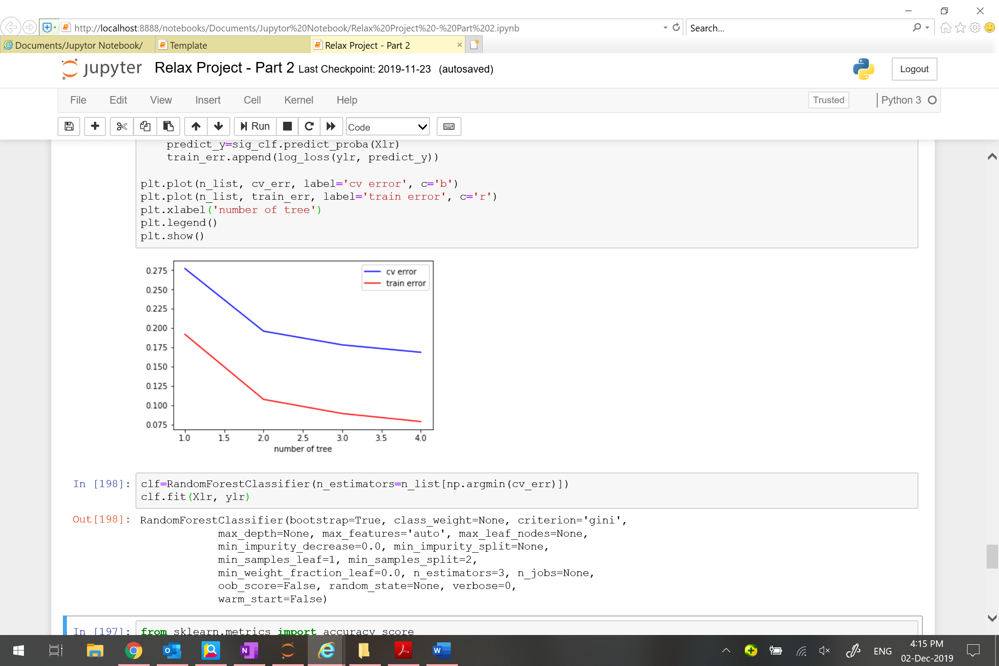 http://localhost:8888/notebooks/Documents/Jupytor%20Notebook/Relax%20Project%20-%20Part%202.ipynb
Search...
Documents/Jupytor Notebook/
Template
Relax Project - Part 2
jupyter Relax Project - Part 2 Last Checkpoint: 2019-11-23 (autosaved)
Logout
File Edit View Insert Cell Kernel Help
Trusted
Python 3
Run
Code
predict_y=sig_clf.predict_proba(Xlr)
train_err.append(log_loss(ylr, predict_y))
plt.plot(n_list, cv_err, label='cv error', c='b')
plt.plot(n_list, train_err, label='train error', c='r')
plt.xlabel('number of tree')
plt.legend()
plt.show()
cv error
train error
0.275
0.250
0.225
0.200
0.175
0.150
0.125
0.100
0.075
1.0 1.5 2.0 2.5 3.0 3.5 4.0
number of tree
In [198]: clf=RandomForestClassifier(n_estimators=n_list[np.argmin(cv_err)])
clf.fit(Xlr, ylr)
Out[198]: RandomForestClassifier(bootstrap=True, class_weight=None, criterion='gini',
max_depth=None, max_features='auto', max_leaf_nodes=None,
min_impurity_decrease=0.0, min_impurity_split=None,
min_samples_leaf=1, min_samples_split=2,
min_weight_fraction_leaf=0.0, n_estimators=3, n_jobs=None,
oob_score=False, random_state=None, verbose=0,
warm_start=False)
In [197]: from sklearn.metrics import accuracy_score
ENG
4:15 PM
02-Dec-2019